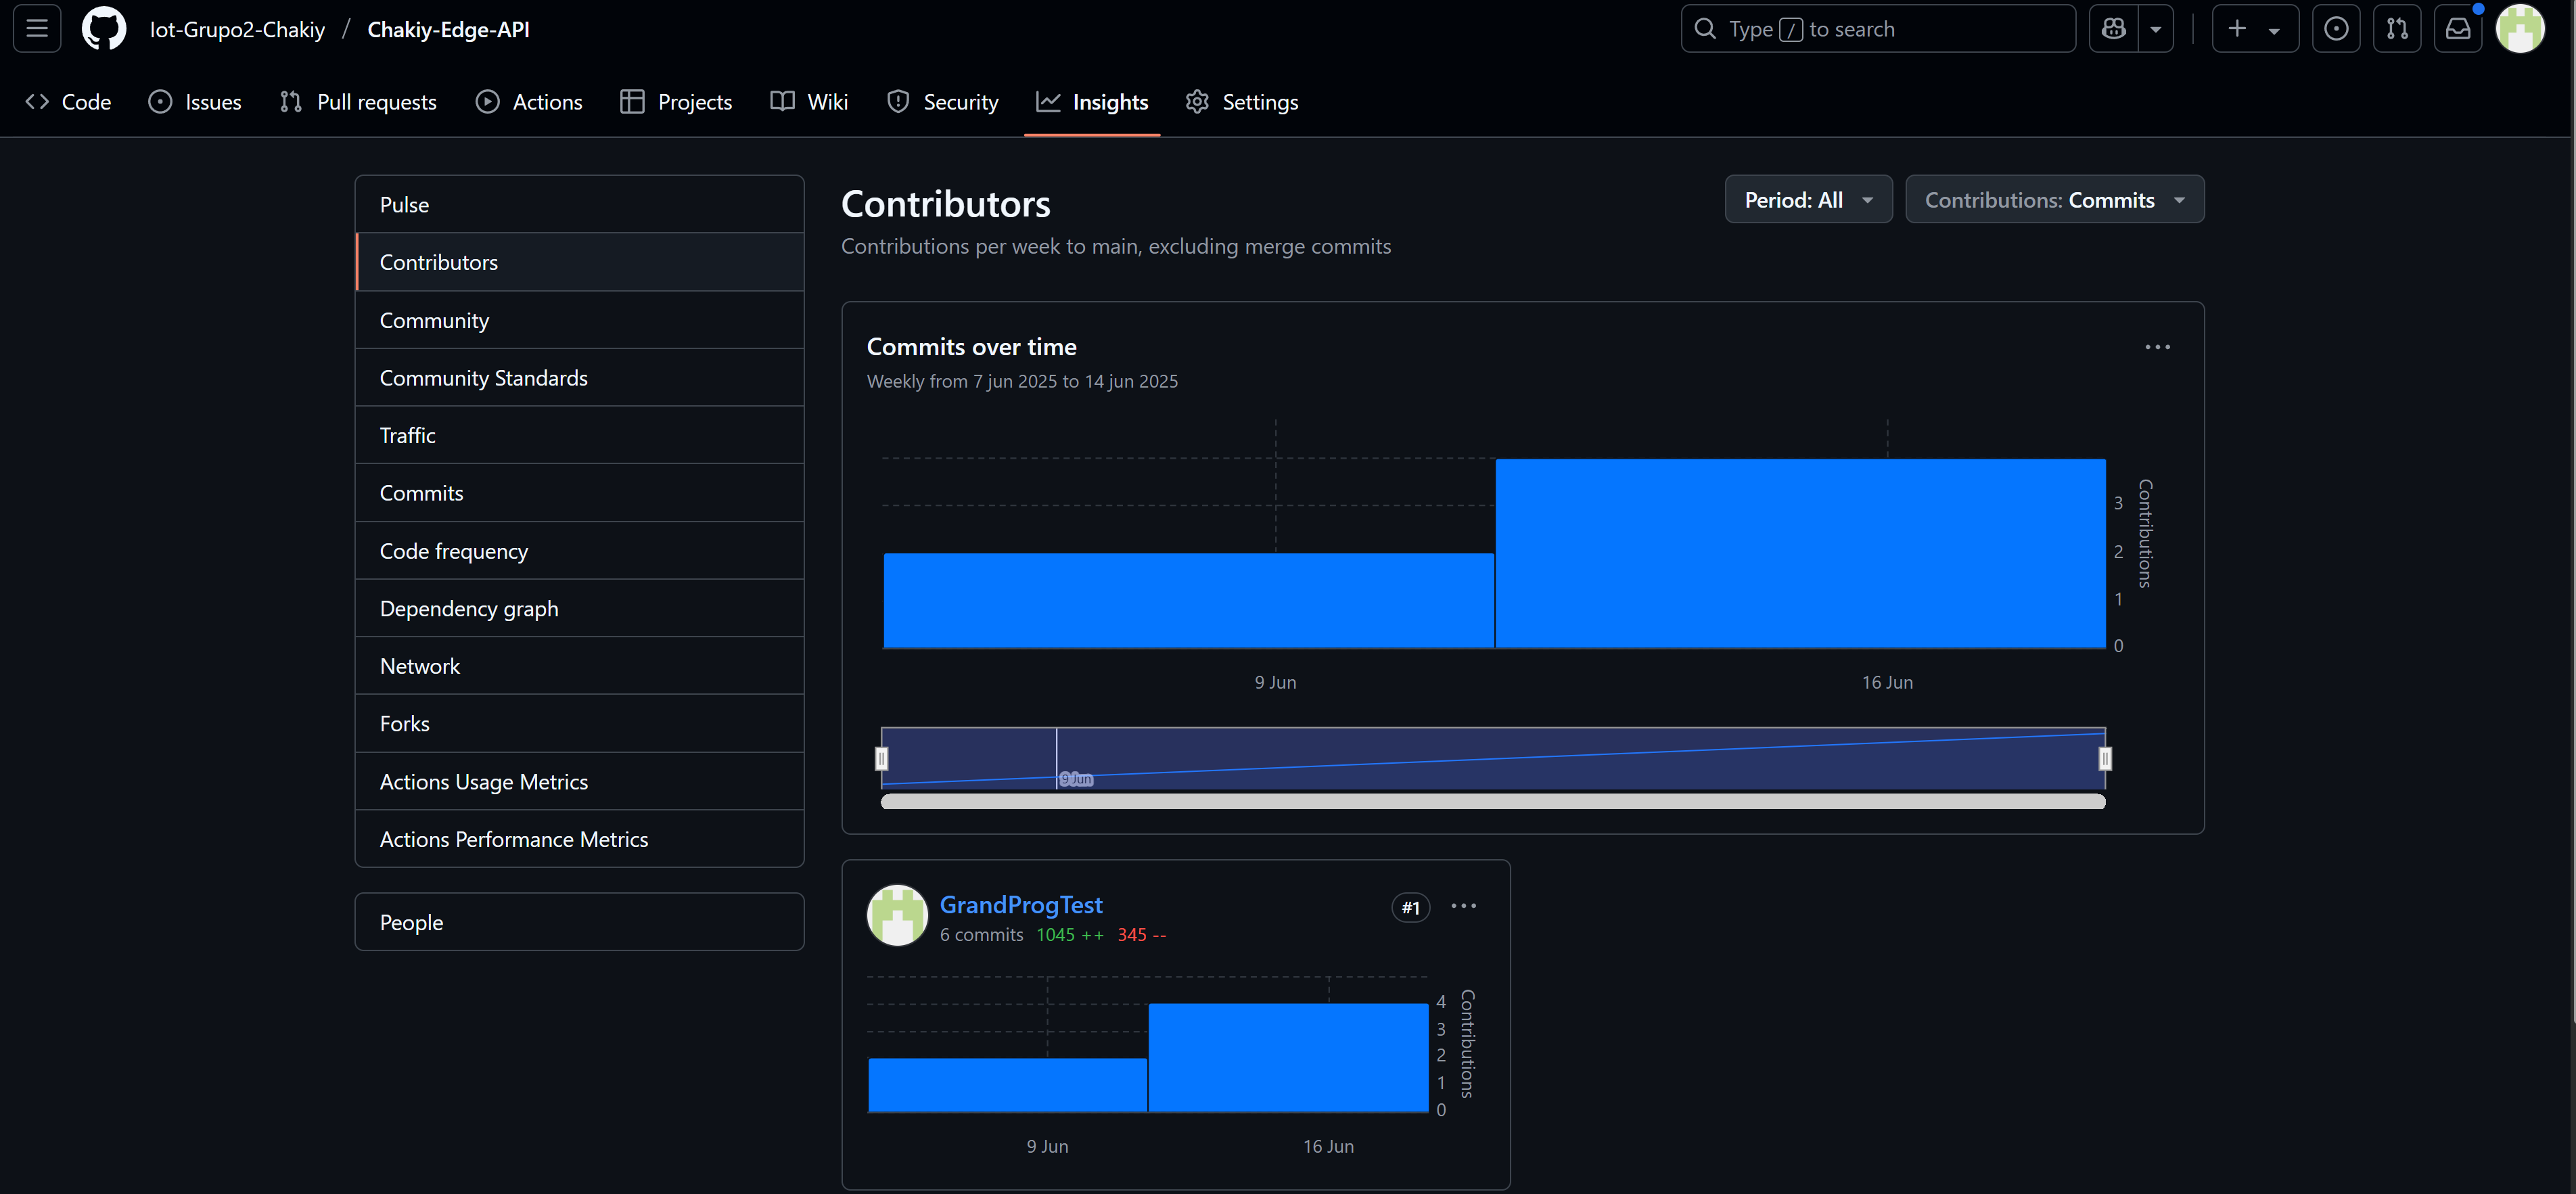 Iot-Grupo2-Chakiy / Chakiy-Edge-API
Type / to search
Code
Issues
Pull requests
Actions
Projects
Wiki
Security
Insights
Settings
Pulse
Contributors
Community
Community Standards
Traffic
Commits
Code frequency
Dependency graph
Network
Forks
Actions Usage Metrics
Actions Performance Metrics
People
Contributors
Period: All
Contributions: Commits
Contributions per week to main, excluding merge commits
Commits over time
Weekly from 7 jun 2025 to 14 jun 2025
3
2
1
0
Contributions
9 Jun
16 Jun
9 Jun
GrandProgTest
#1
6 commits 1045 ++ 345 --
4
3
2
1
0
Contributions
9 Jun
16 Jun